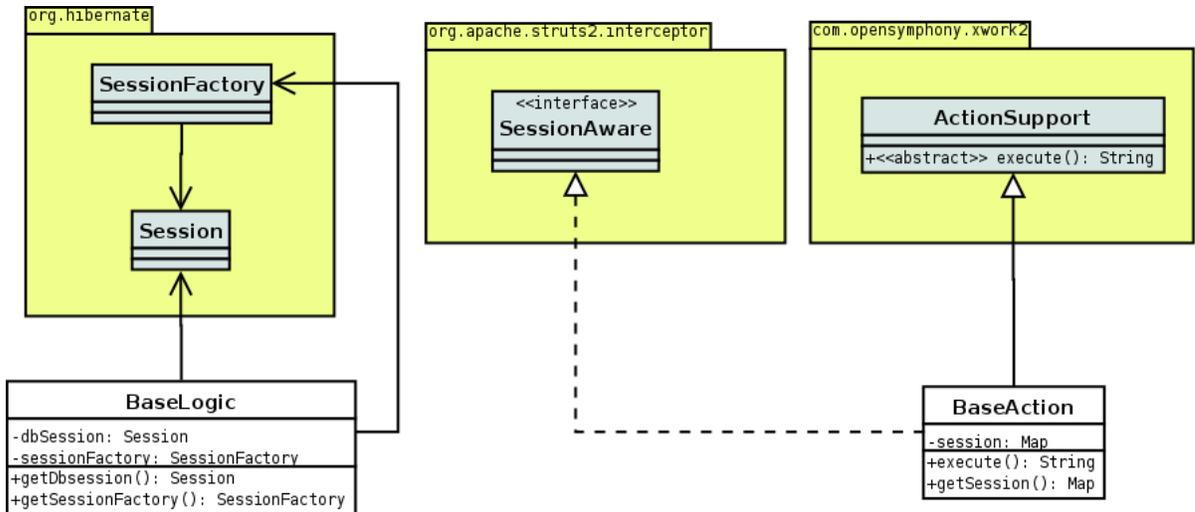 org.hibernate
SessionFactory
Session
BaseLogic
-dbSession: Session
-sessionFactory: SessionFactory
+getDbsession(): Session
+getSessionFactory(): SessionFactory
org.apache.struts2.interceptor
<<interface>>
SessionAware
com.opensymphony.xwork2
ActionSupport
+<<abstract>> execute(): String
BaseAction
-session: Map
+execute(): String
+getSession(): Map